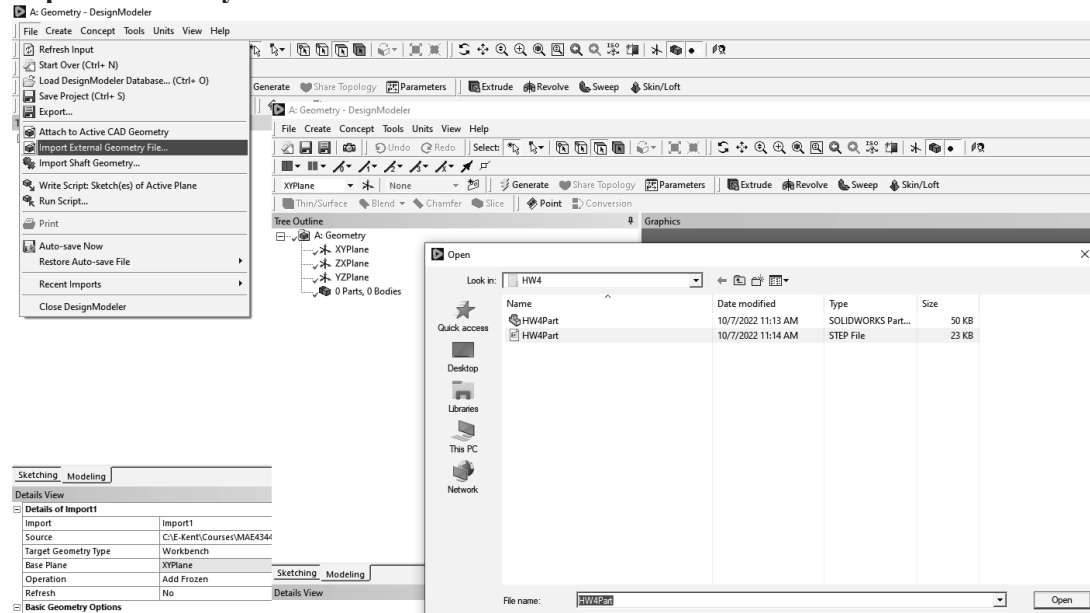 A: Geometry - DesignModeler
File Create Concept Tools Units View Help
Refresh Input
Start Over (Ctrl+ N)
Load DesignModeler Database... (Ctrl+ O)
Save Project (Ctrl+ S)
Export...
Attach to Active CAD Geometry
Import External Geometry File...
Import Shaft Geometry...
Write Script: Sketch(es) of Active Plane
Run Script...
Print
Auto-save Now
Restore Auto-save File
Recent Imports
Close DesignModeler
Generate Share Topology Parameters Extrude Revolve Sweep Skin/Loft
A: Geometry - DesignModeler
File Create Concept Tools Units View Help
Undo Redo Select:
XYPlane None Generate Share Topology Parameters Extrude Revolve Sweep Skin/Loft
Thin/Surface Blend Chamfer Slice Point Conversion
Tree Outline Graphics
A: Geometry
XYPlane
ZXPlane
YZPlane
0 Parts, 0 Bodies
Open
Look in: HW4
Name Date modified Type Size
HW4Part 10/7/2022 11:13 AM SOLIDWORKS Part... 50 KB
HW4Part 10/7/2022 11:14 AM STEP File 23 KB
Quick access
Desktop
Libraries
This PC
Network
File name: HW4Part Open
Sketching Modeling
Details View
Sketching Modeling
Details View
Details of Import1
Import Import1
Source C:\E-Kent\Courses\MAE4344
Target Geometry Type Workbench
Base Plane XYPlane
Operation Add Frozen
Refresh No
Basic Geometry Options